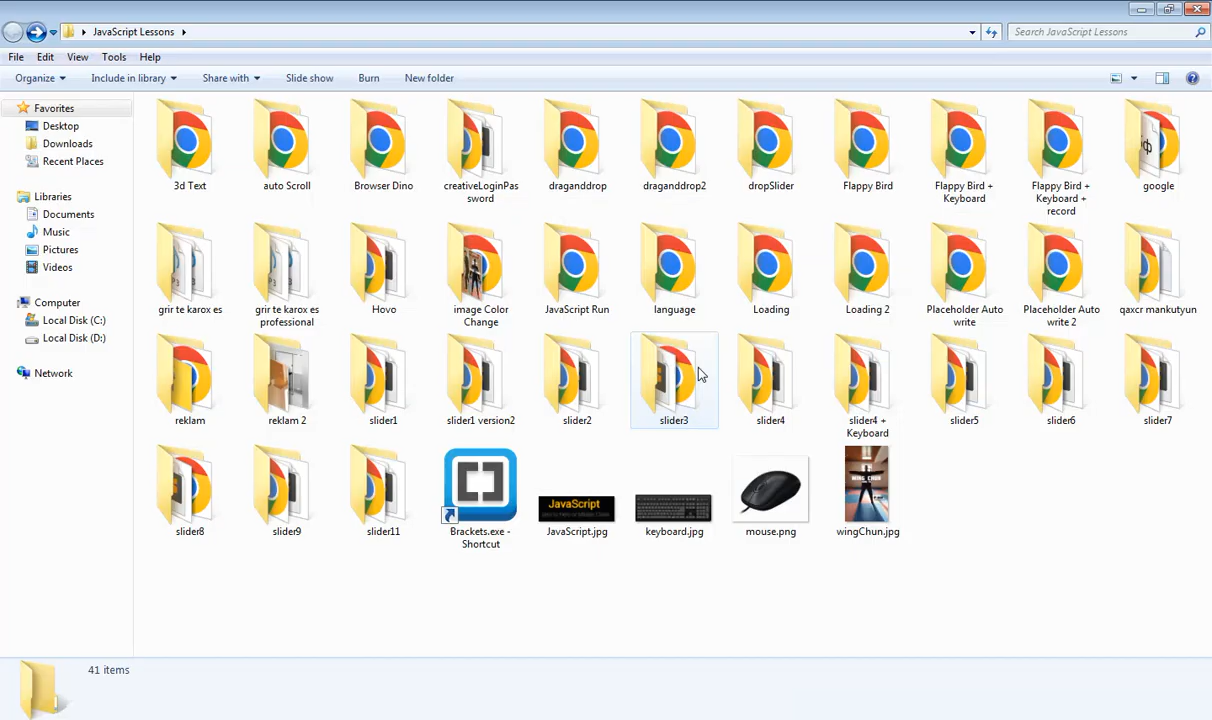 JavaScript Lessons
Search JavaScript Lessons
File Edit View Tools Help
Organize Include in library Share with Slide show Burn New folder
Favorites
Desktop
Downloads
Recent Places
Libraries
Documents
Music
Pictures
Videos
Computer
Local Disk (C:)
Local Disk (D:)
Network
3d Text
auto Scroll
Browser Dino
creativeLoginPas
sword
draganddrop
draganddrop2
dropSlider
Flappy Bird
Flappy Bird +
Keyboard
Flappy Bird +
Keyboard +
record
google
grir te karox es
grir te karox es
professional
Hovo
image Color
Change
JavaScript Run
language
Loading
Loading 2
Placeholder Auto
write
Placeholder Auto
write 2
qaxcr mankutyun
reklam
reklam 2
slider1
slider1 version2
slider2
slider3
slider4
slider4 +
Keyboard
slider5
slider6
slider7
slider8
slider9
slider11
Brackets.exe -
Shortcut
JavaScript
JavaScript.jpg
keyboard.jpg
mouse.png
WING CHUN
wingChun.jpg
41 items